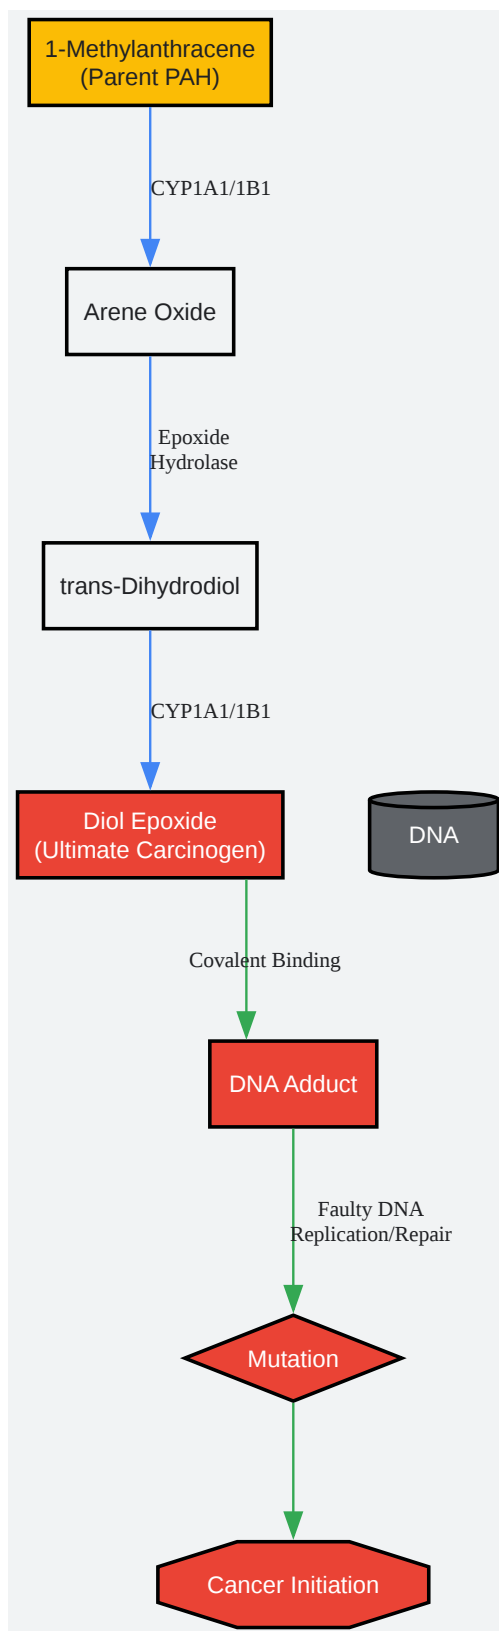 1-Methylanthracene
(Parent PAH)
CYP1A1/1B1
Arene Oxide
Epoxide
Hydrolase
trans-Dihydrodiol
CYP1A1/1B1
Diol Epoxide
(Ultimate Carcinogen)
DNA
Covalent Binding
DNA Adduct
Faulty DNA
Replication/Repair
Mutation
Cancer Initiation